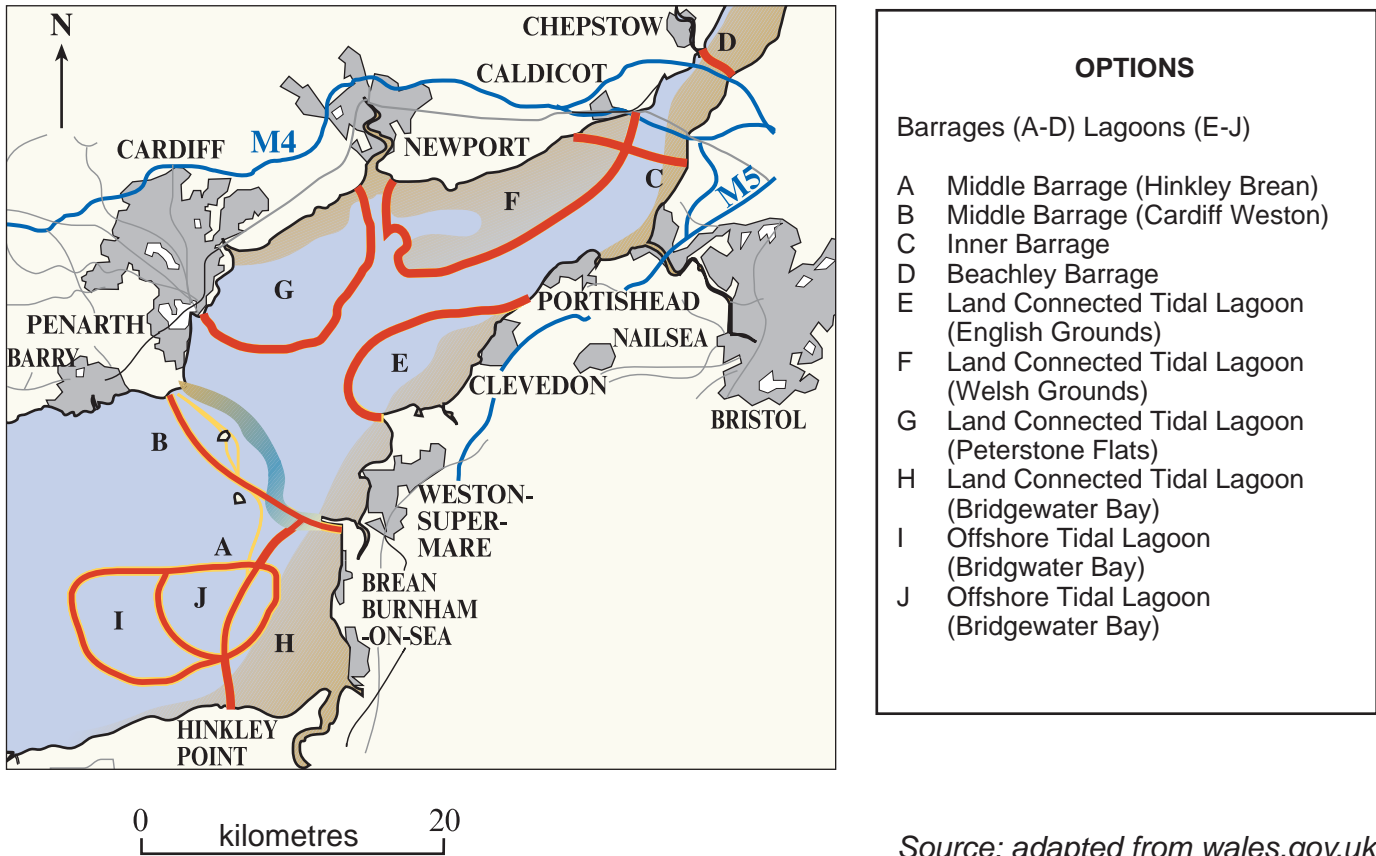 N
CHEPSTOW
D
CALDICOT
M4
CARDIFF
NEWPORT
F
C
M5
G
PORTISHEAD
PENARTH
NAILSEA
BARRY
E
CLEVEDON
BRISTOL
B
WESTON-
SUPER-
MARE
A
BREAN
BURNHAM
-ON-SEA
J
I
H
HINKLEY
POINT
0 20
kilometres
OPTIONS
Barrages (A-D) Lagoons (E-J)
A Middle Barrage (Hinkley Brean)
B Middle Barrage (Cardiff Weston)
C Inner Barrage
D Beachley Barrage
E Land Connected Tidal Lagoon
(English Grounds)
F Land Connected Tidal Lagoon
(Welsh Grounds)
G Land Connected Tidal Lagoon
(Peterstone Flats)
H Land Connected Tidal Lagoon
(Bridgewater Bay)
I Offshore Tidal Lagoon
(Bridgwater Bay)
J Offshore Tidal Lagoon
(Bridgewater Bay)
Source: adapted from wales.gov.uk